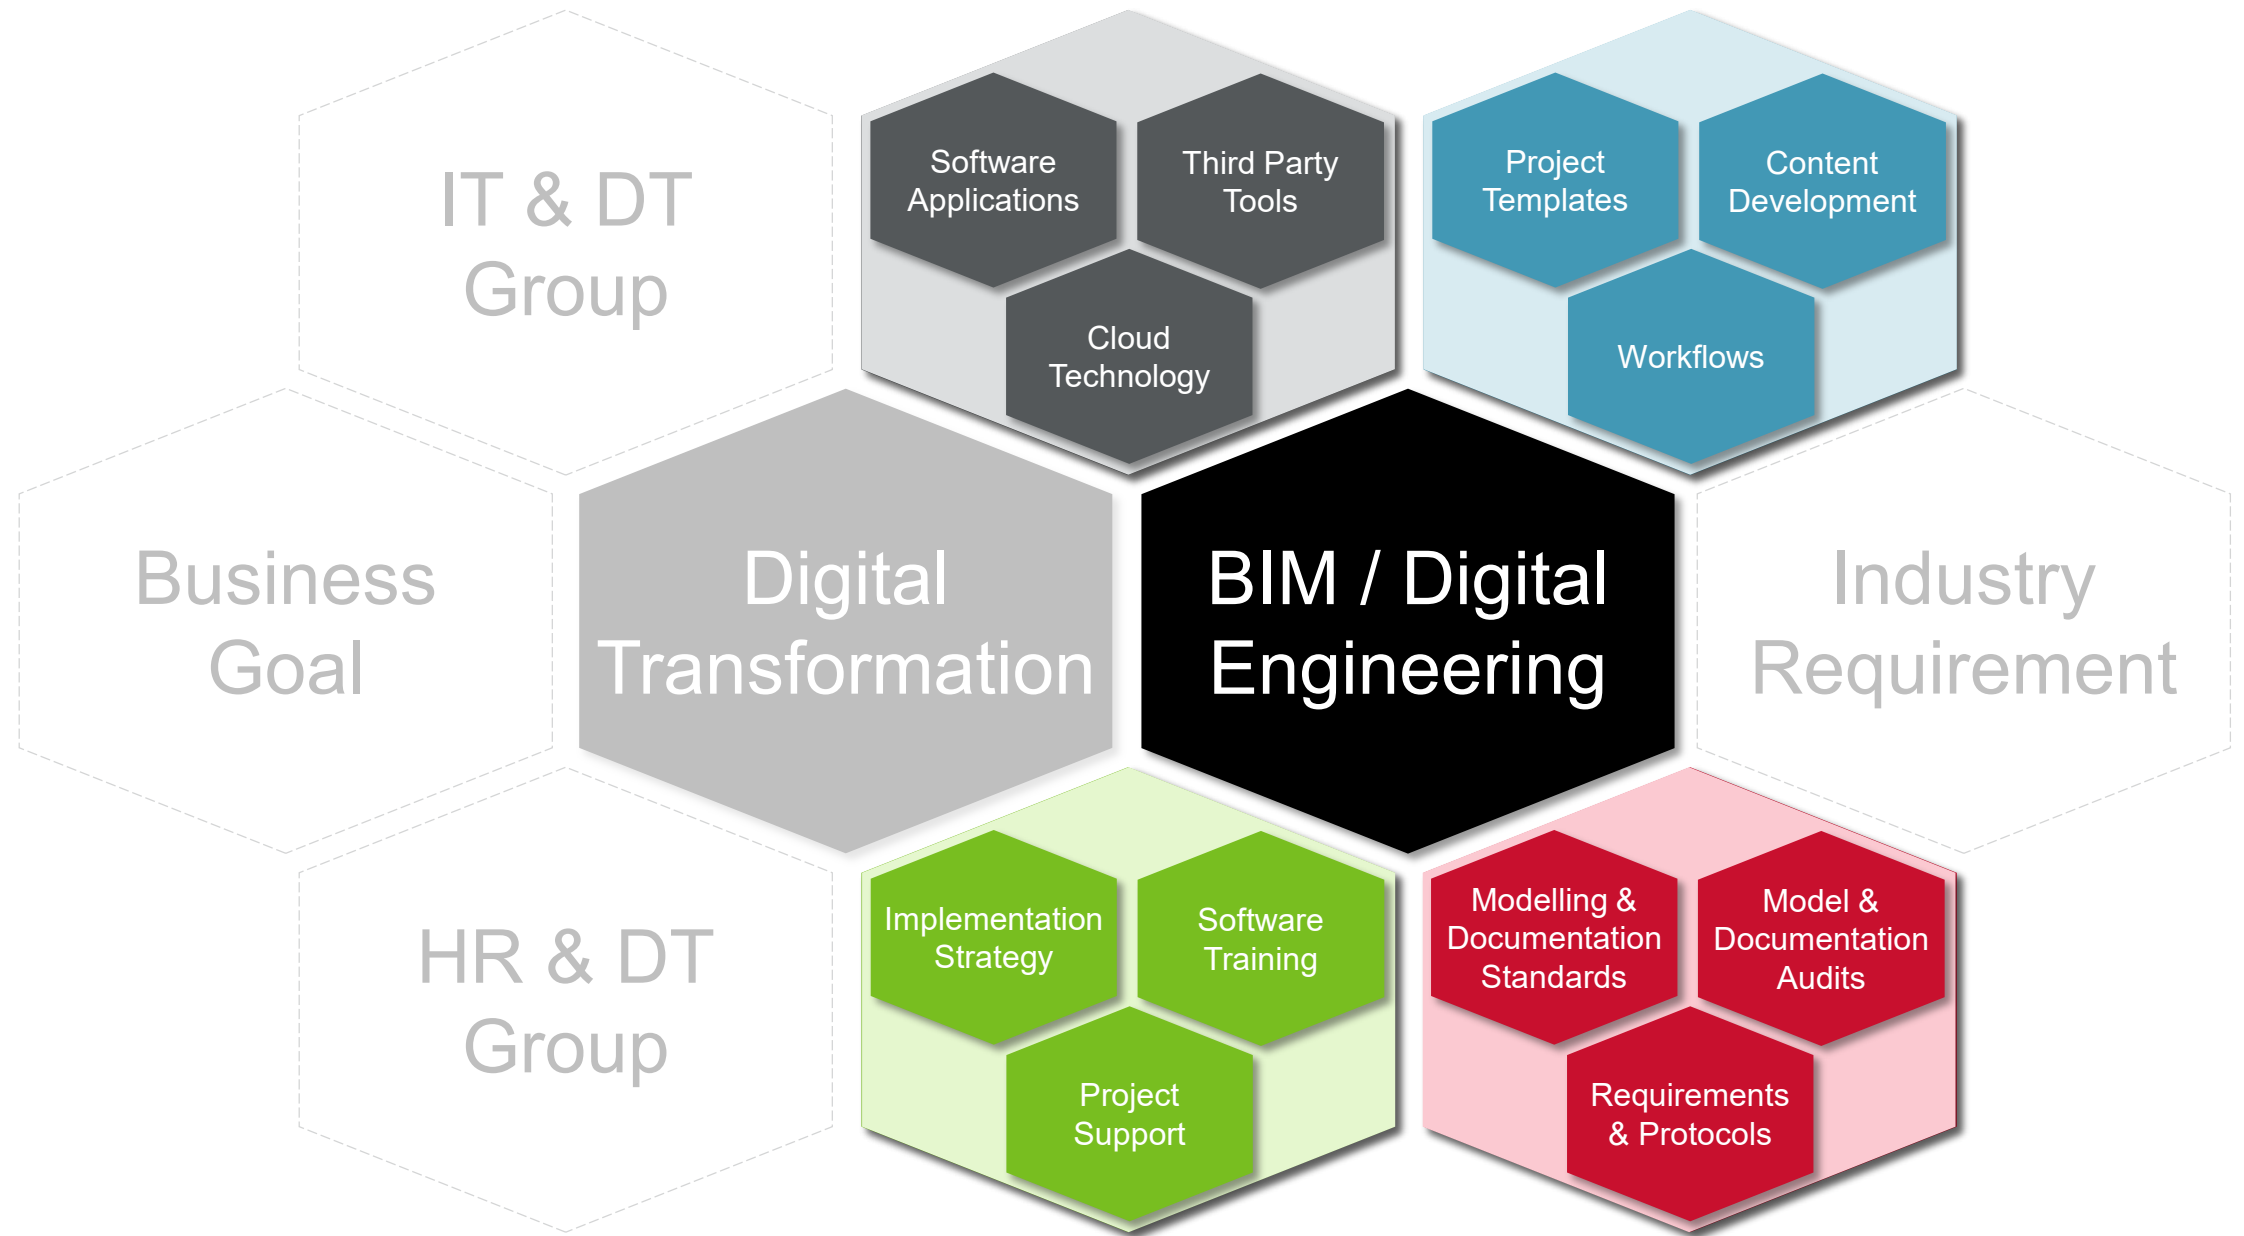 IT & DT
Group
Software
Applications
Third Party
Tools
Cloud
Technology
Project
Templates
Content
Development
Workflows
Business
Goal
Digital
Transformation
BIM / Digital
Engineering
Industry
Requirement
HR & DT
Group
Implementation
Strategy
Software
Training
Project
Support
Modelling &
Documentation
Standards
Model &
Documentation
Audits
Requirements
& Protocols